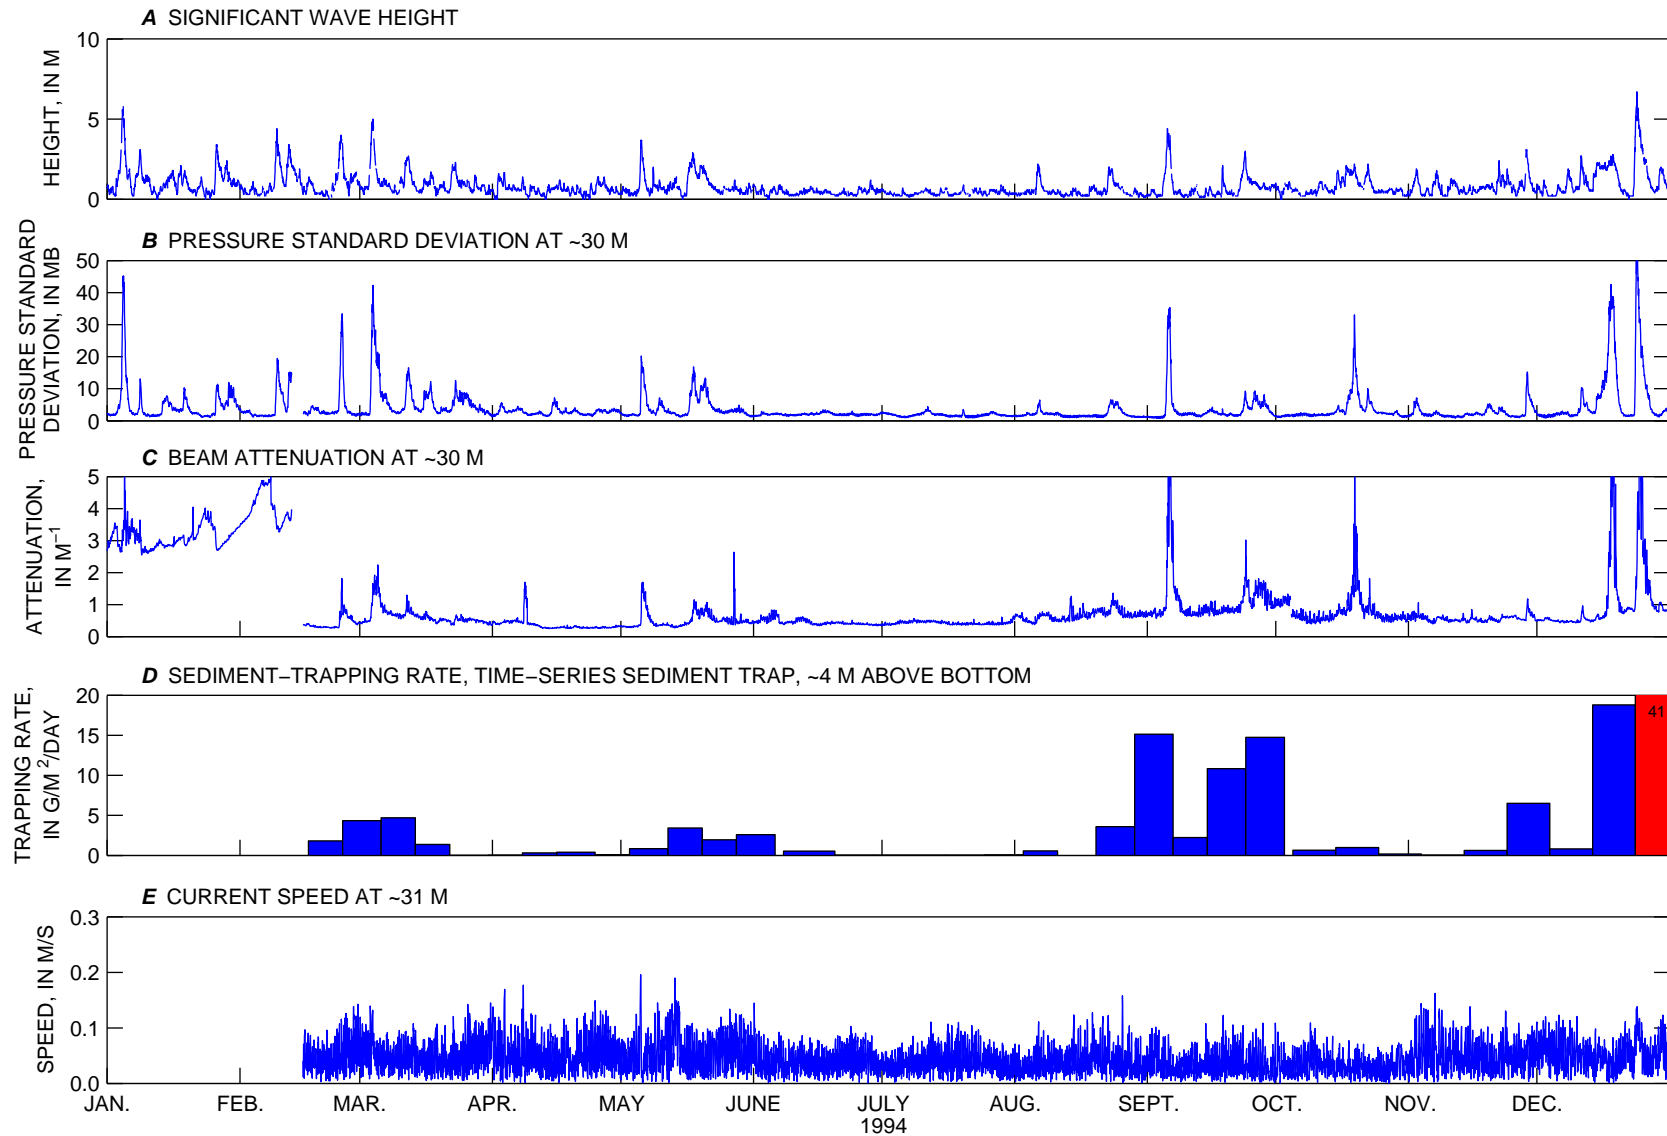 A SIGNIFICANT WAVE HEIGHT
HEIGHT, IN M
10
5
0
B PRESSURE STANDARD DEVIATION AT ~30 M
PRESSURE STANDARD
DEVIATION, IN MB
50
40
30
20
10
0
C BEAM ATTENUATION AT ~30 M
ATTENUATION,
IN M–1
5
4
3
2
1
0
D SEDIMENT–TRAPPING RATE, TIME–SERIES SEDIMENT TRAP, ~4 M ABOVE BOTTOM
TRAPPING RATE,
IN G/M 2/DAY
20
15
10
5
0
41
E CURRENT SPEED AT ~31 M
SPEED, IN M/S
0.3
0.2
0.1
0.0
JAN. FEB. MAR. APR. MAY JUNE JULY AUG. SEPT. OCT. NOV. DEC.
1994